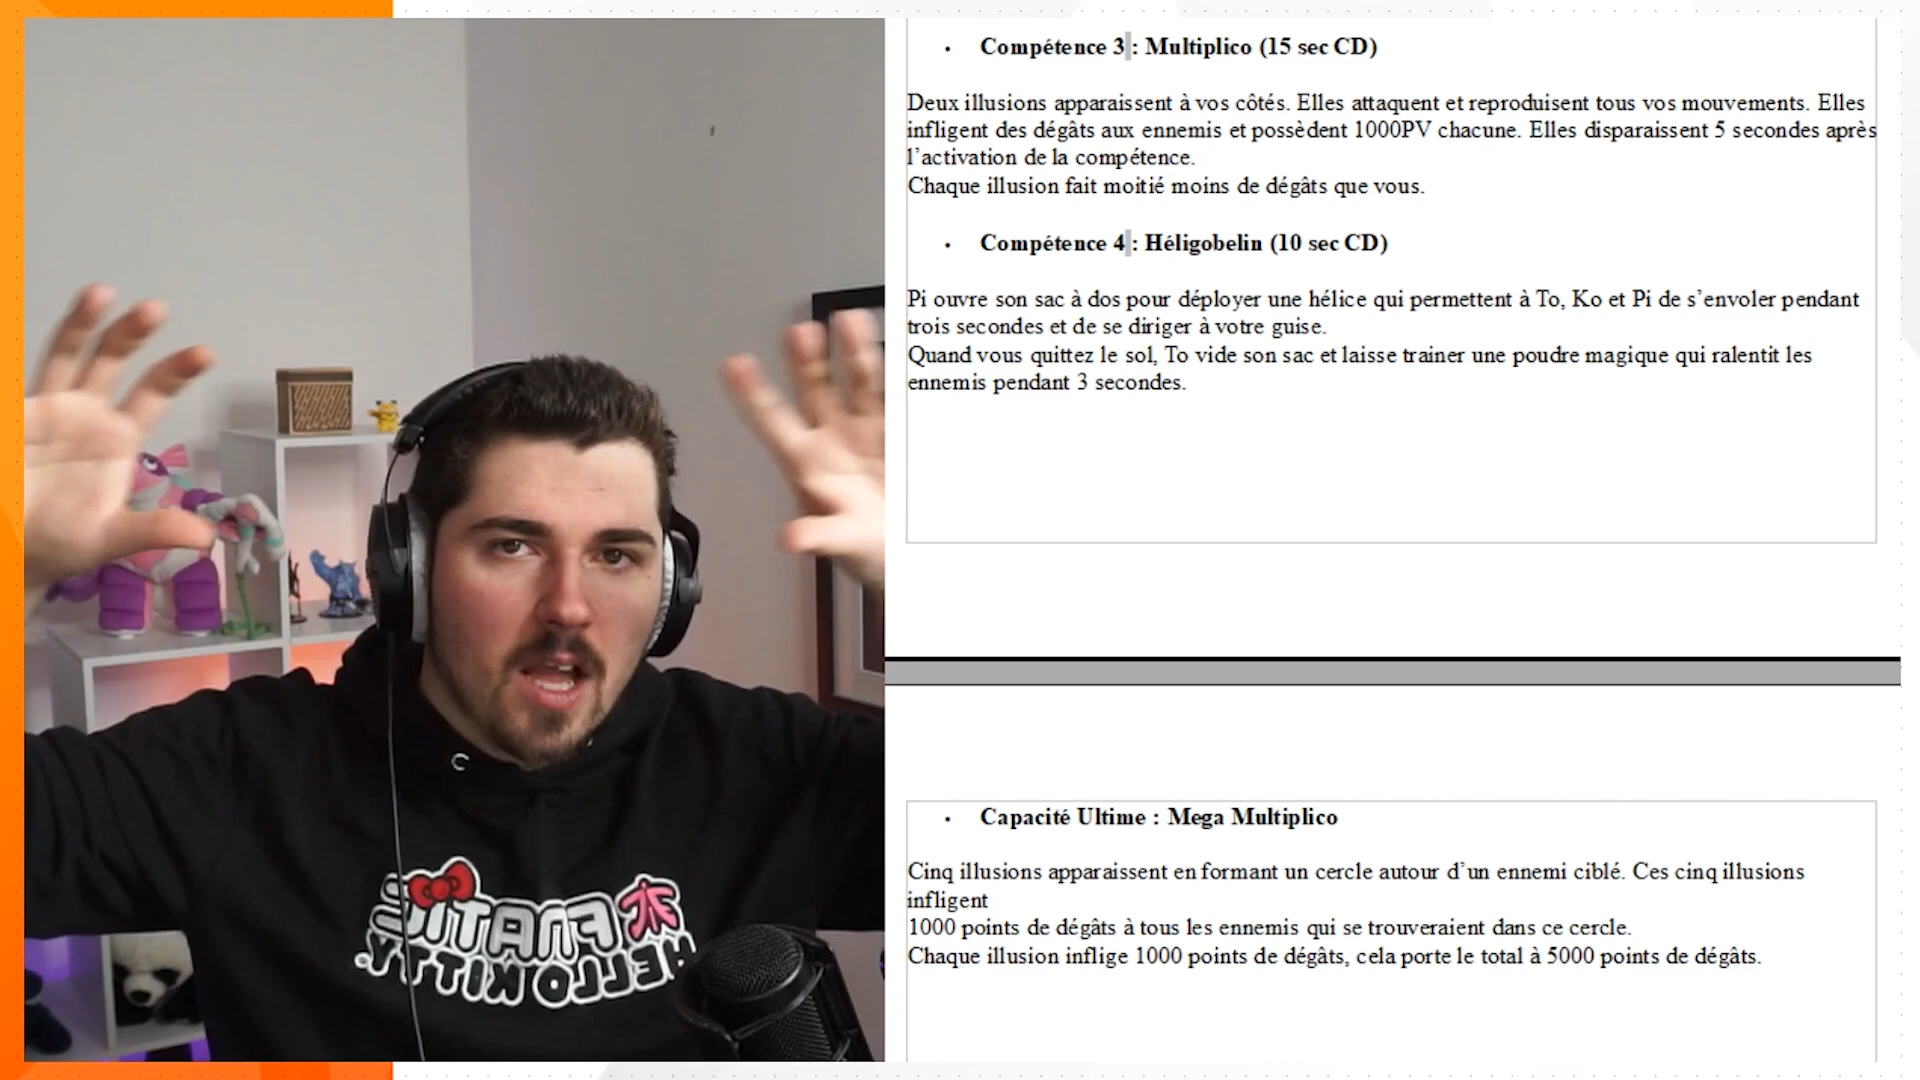 • Compétence 3 : Multiplico (15 sec CD)
Deux illusions apparaissent à vos côtés. Elles attaquent et reproduisent tous vos mouvements. Elles
infligent des dégâts aux ennemis et possèdent 1000PV chacune. Elles disparaissent 5 secondes après
l’activation de la compétence.
Chaque illusion fait moitié moins de dégâts que vous.
• Compétence 4 : Héligobelin (10 sec CD)
Pi ouvre son sac à dos pour déployer une hélice qui permettent à To, Ko et Pi de s’envoler pendant
trois secondes et de se diriger à votre guise.
Quand vous quittez le sol, To vide son sac et laisse trainer une poudre magique qui ralentit les
ennemis pendant 3 secondes.
• Capacité Ultime : Mega Multiplico
Cinq illusions apparaissent en formant un cercle autour d’un ennemi ciblé. Ces cinq illusions
infligent
1000 points de dégâts à tous les ennemis qui se trouveraient dans ce cercle.
Chaque illusion inflige 1000 points de dégâts, cela porte le total à 5000 points de dégâts.
FNATIC
HELLO KITTY